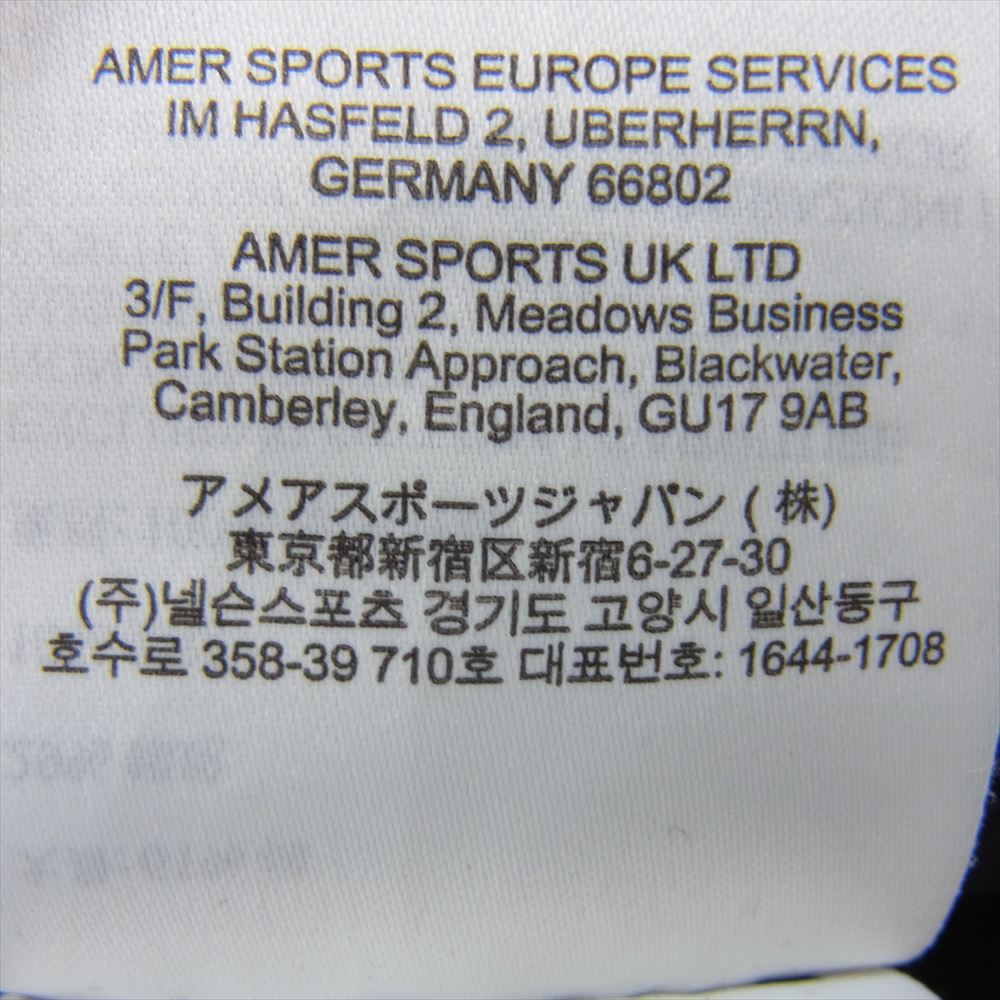 AMER SPORTS EUROPE SERVICES
IM HASFELD 2, UBERHERRN,
GERMANY 66802
AMER SPORTS UK LTD
3/F, Building 2, Meadows Business
Park Station Approach, Blackwater,
Camberley, England, GU17 9AB
アメアスポーツジャパン ( 株)
東京都新宿区新宿6-27-30
(주)넬슨스포츠 경기도 고양시 일산동구
호수로 358-39 710호 대표번호: 1644-1708